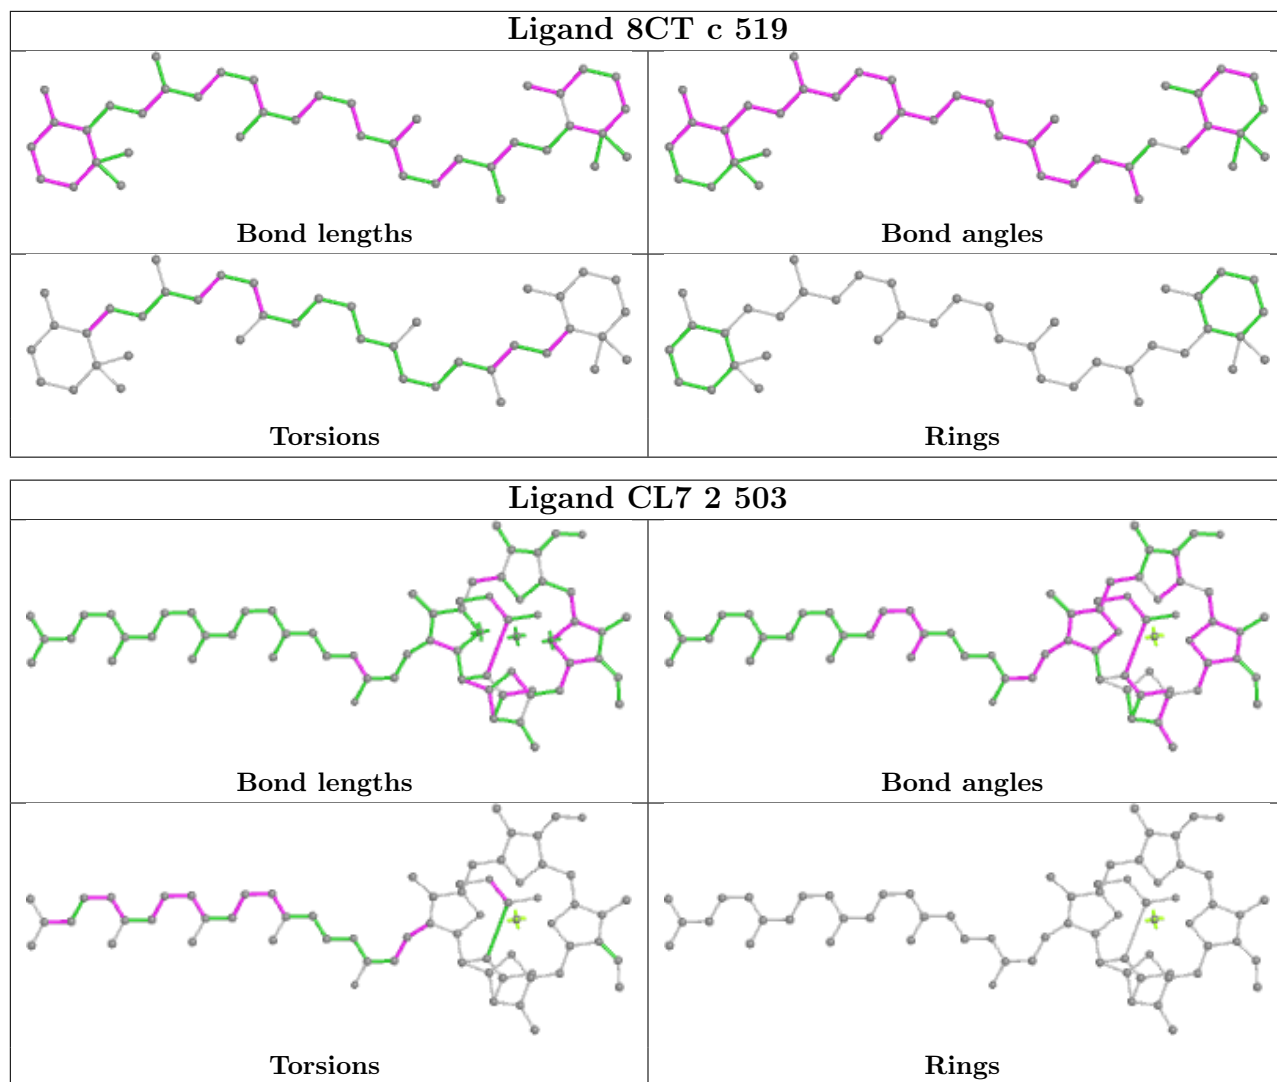 Ligand 8CT c 519
Bond lengths
Bond angles
Torsions
Rings
Ligand CL7 2 503
Bond lengths
Bond angles
Torsions
Rings